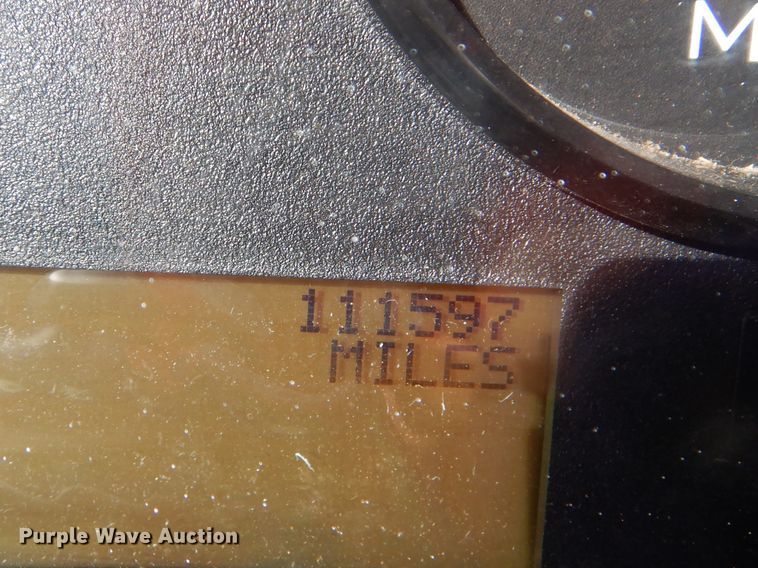 M
111597
MILES
Purple Wave Auction